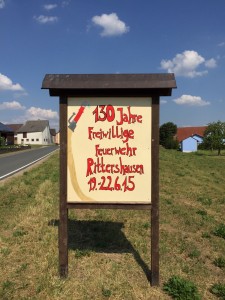 130 Jahre
Freiwillige
Feuerwehr
Rittershausen
19.-22.6.15